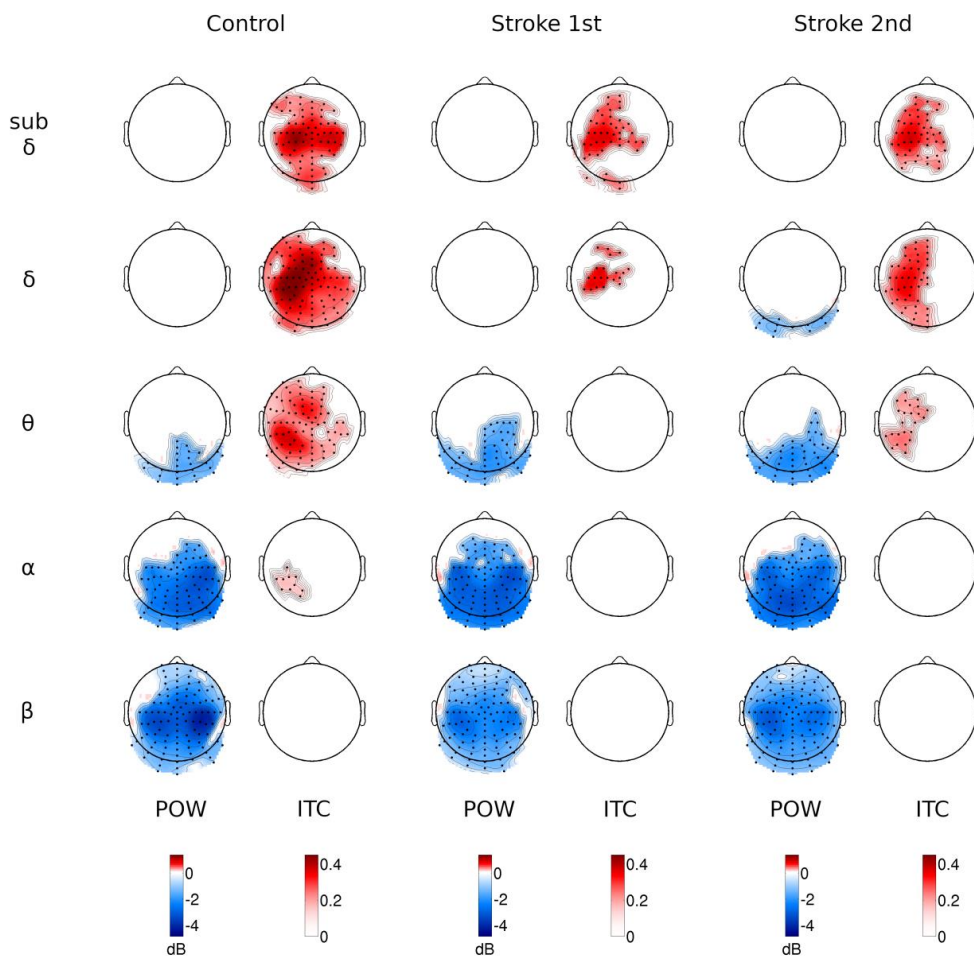 Control Stroke 1st Stroke 2nd
sub
δ
δ
θ
α
β
POW ITC POW ITC POW ITC
0 0.4 0 0.4 0 0.4
-2 0.2 -2 0.2 -2 0.2
-4 0 -4 0 -4 0
dB dB dB